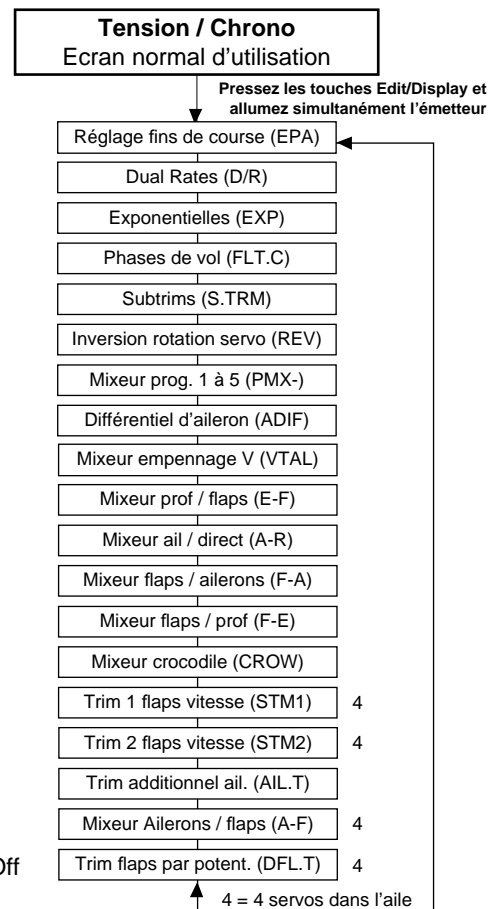 Tension / Chrono
Ecran normal d'utilisation
Pressez les touches Edit/Display et
allumez simultanément l'émetteur
Réglage fins de course (EPA)
Dual Rates (D/R)
Exponentielles (EXP)
Phases de vol (FLT.C)
Subtrims (S.TRM)
Inversion rotation servo (REV)
Mixeur prog. 1 à 5 (PMX-)
Différentiel d'aileron (ADIF)
Mixeur empennage V (VTAL)
Mixeur prof / flaps (E-F)
Mixeur ail / direct (A-R)
Mixeur flaps / ailerons (F-A)
Mixeur flaps / prof (F-E)
Mixeur crocodile (CROW)
Trim 1 flaps vitesse (STM1) 4
Trim 2 flaps vitesse (STM2) 4
Trim additionnel ail. (AIL.T)
Mixeur Ailerons / flaps (A-F) 4
Off Trim flaps par potent. (DFL.T) 4
4 = 4 servos dans l'aile